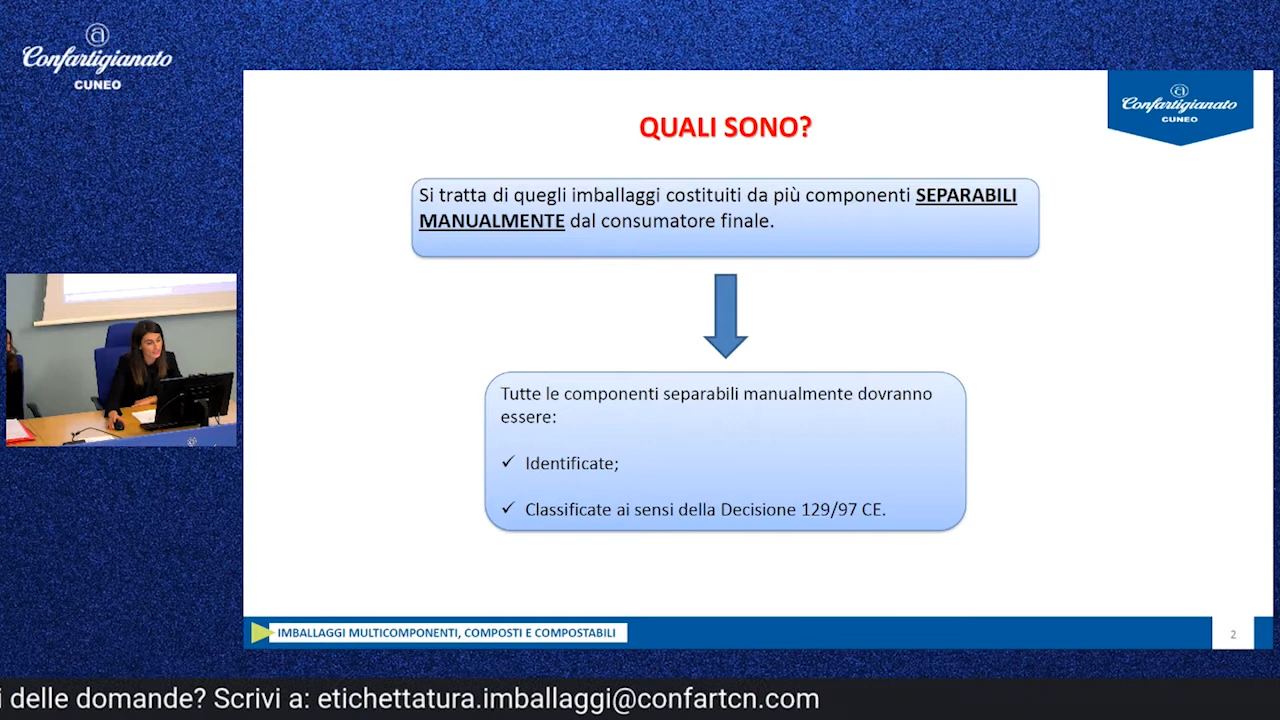 Confartigianato
CUNEO
Confartigianato
CUNEO
QUALI SONO?
Si tratta di quegli imballaggi costituiti da più componenti SEPARABILI
MANUALMENTE dal consumatore finale.
Tutte le componenti separabili manualmente dovranno
essere:
✓ Identificate;
✓ Classificate ai sensi della Decisione 129/97 CE.
IMBALLAGGI MULTICOMPONENTI, COMPOSTI E COMPOSTABILI
2
i delle domande? Scrivi a: etichettatura.imballaggi@confartcn.com